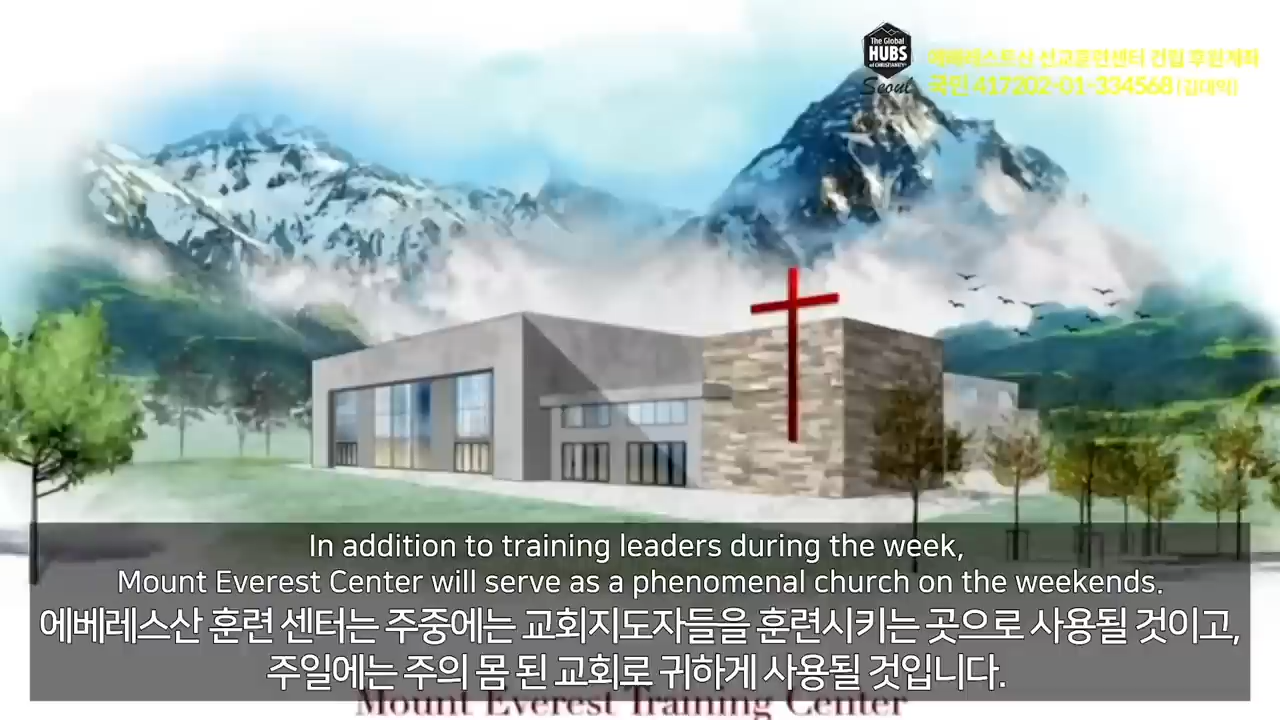 The Global
HUBS
of CHRISTIANITY
Seoul
에베레스트산 선교훈련센터 건립 후원계좌
국민 417202-01-334568 (김대억)
In addition to training leaders during the week,
Mount Everest Center will serve as a phenomenal church on the weekends.
에베레스산 훈련 센터는 주중에는 교회지도자들을 훈련시키는 곳으로 사용될 것이고,
주일에는 주의 몸 된 교회로 귀하게 사용될 것입니다.
Mount Everest Training Center